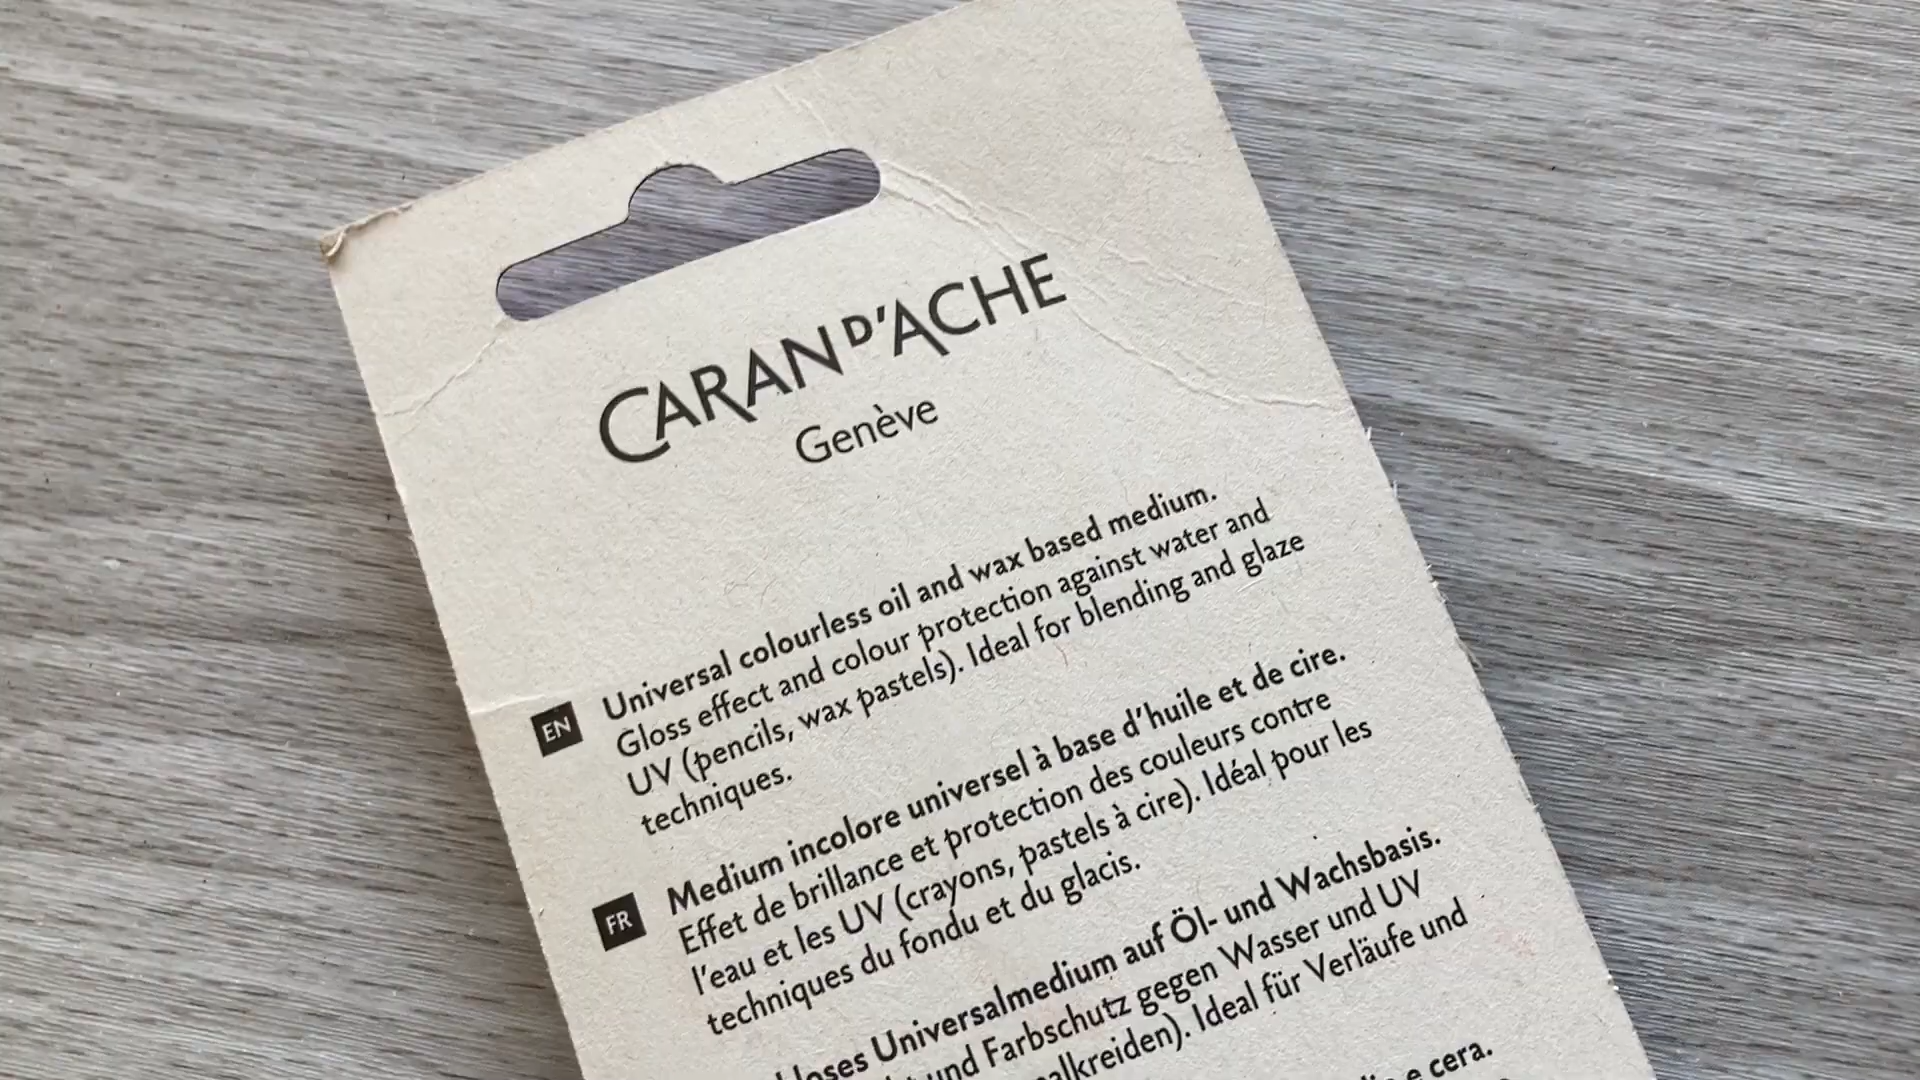 CARAN D'ACHE
Genève
EN
Universal colourless oil and wax based medium.
Gloss effect and colour protection against water and
UV (pencils, wax pastels). Ideal for blending and glaze
techniques.
FR
Medium incolore universel à base d'huile et de cire.
Effet de brillance et protection des couleurs contre
l'eau et les UV (crayons, pastels à cire). Idéal pour les
techniques du fondu et du glacis.
Universalmedium auf Öl- und Wachsbasis.
und Farbschutz gegen Wasser und UV
Ideal für Verläufe und
e cera.